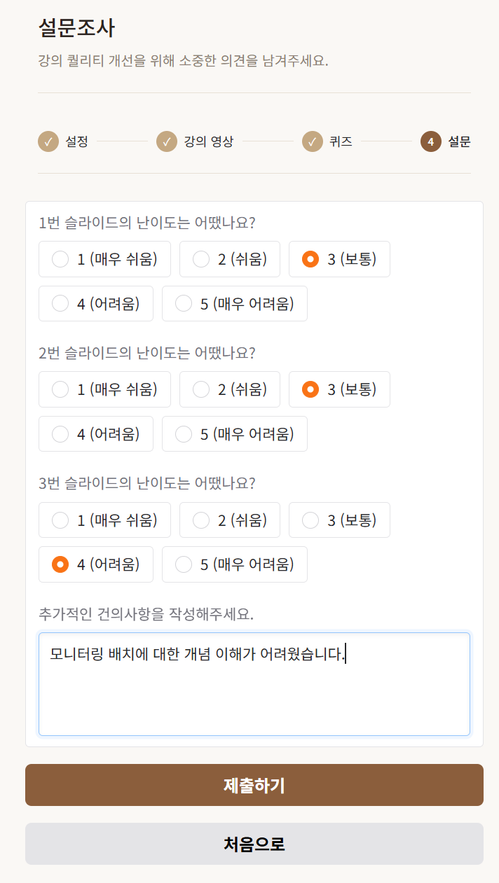 설문조사
강의 퀄리티 개선을 위해 소중한 의견을 남겨주세요.
설정 강의 영상 퀴즈 4 설문
1번 슬라이드의 난이도는 어땠나요?
1 (매우 쉬움) 2 (쉬움) 3 (보통)
4 (어려움) 5 (매우 어려움)
2번 슬라이드의 난이도는 어땠나요?
1 (매우 쉬움) 2 (쉬움) 3 (보통)
4 (어려움) 5 (매우 어려움)
3번 슬라이드의 난이도는 어땠나요?
1 (매우 쉬움) 2 (쉬움) 3 (보통)
4 (어려움) 5 (매우 어려움)
추가적인 건의사항을 작성해주세요.
모니터링 배치에 대한 개념 이해가 어려웠습니다.
제출하기
처음으로